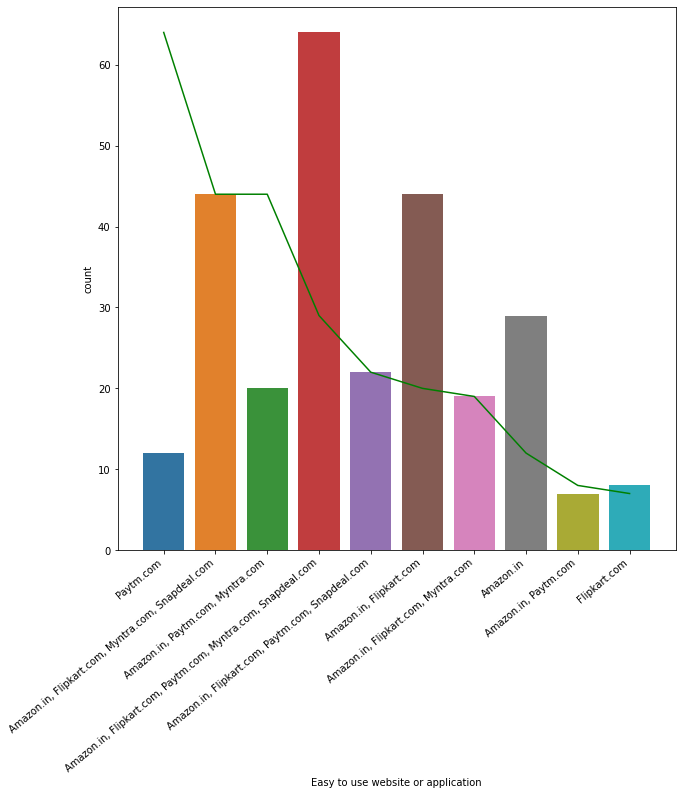 60
50
40
30
20
10
0
count
Paytm.com
Amazon.in, Flipkart.com, Myntra.com, Snapdeal.com
Amazon.in, Paytm.com, Myntra.com
Amazon.in, Flipkart.com, Paytm.com, Myntra.com, Snapdeal.com
Amazon.in, Flipkart.com, Paytm.com, Snapdeal.com
Amazon.in, Flipkart.com
Amazon.in, Flipkart.com, Myntra.com
Amazon.in
Amazon.in, Paytm.com
Flipkart.com
Easy to use website or application